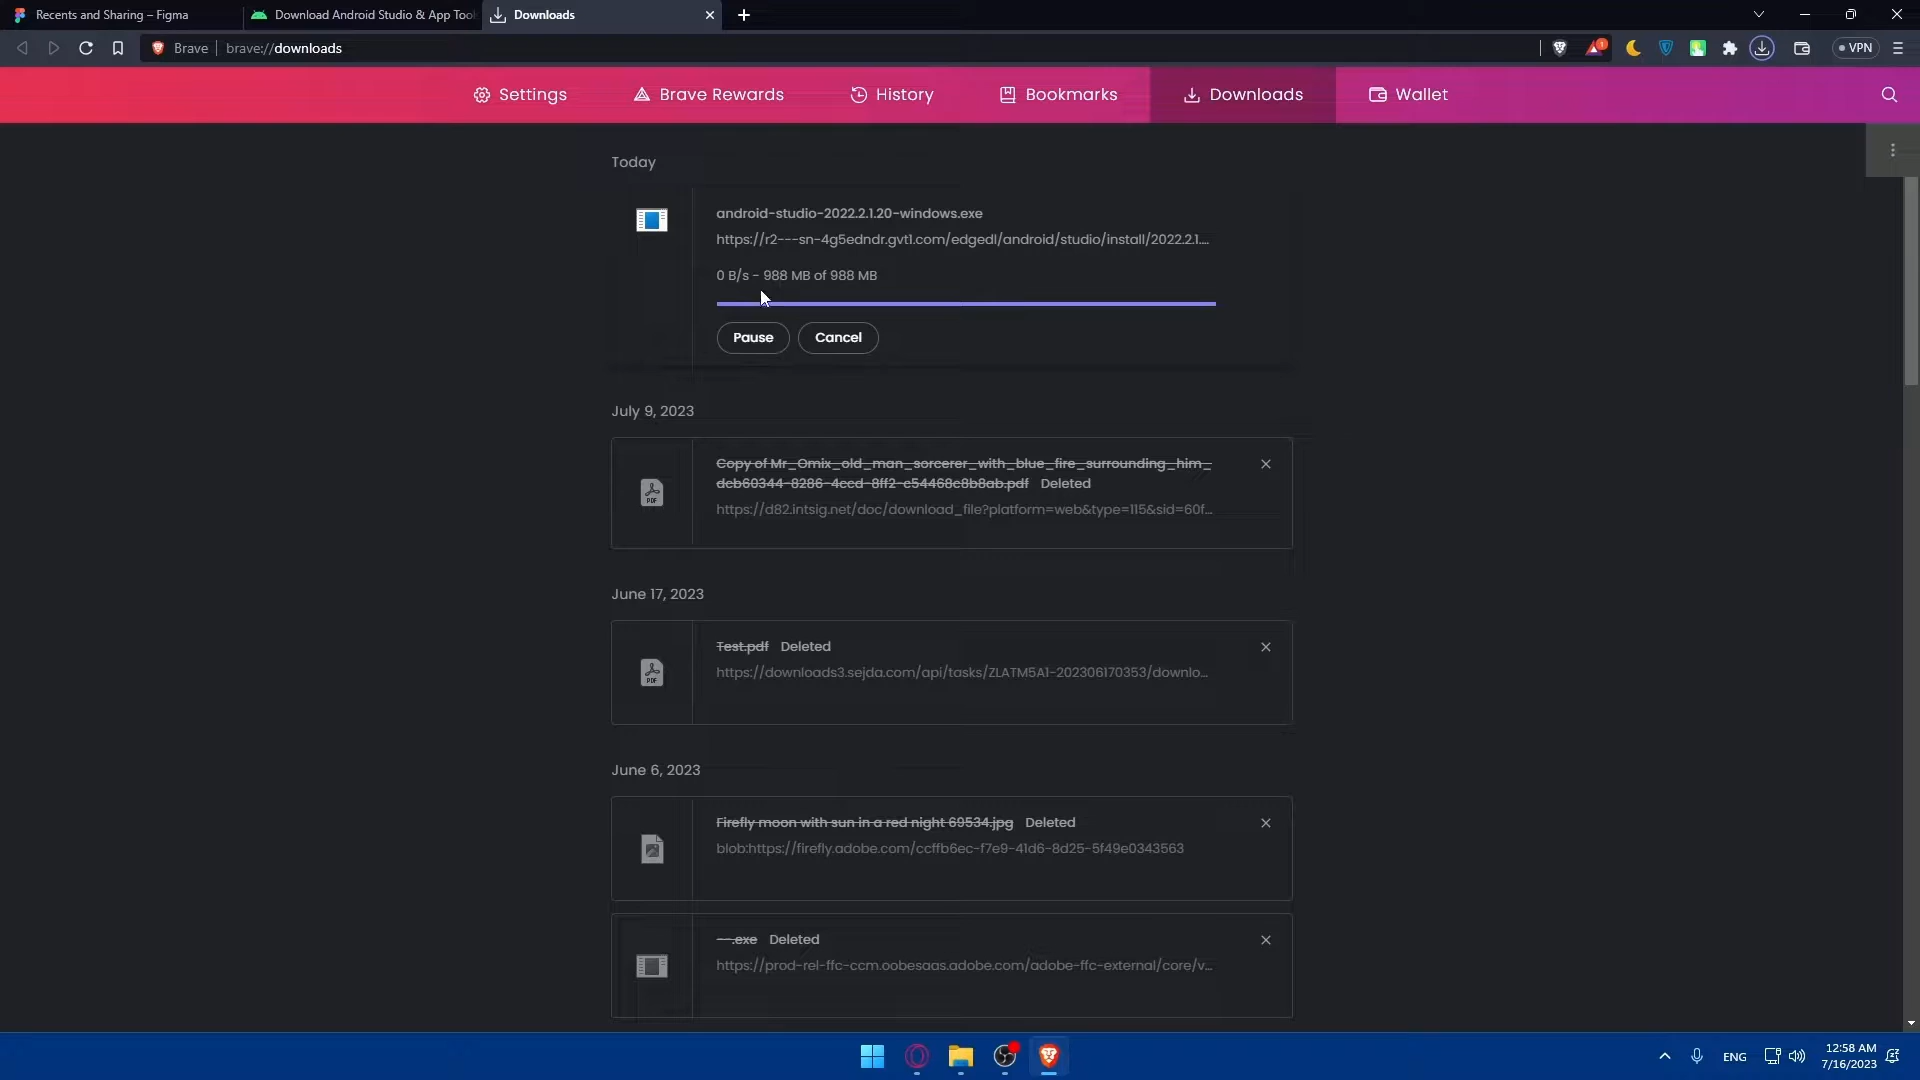 Recents and Sharing – Figma
Download Android Studio & App Tool
Downloads
Brave
brave://downloads
1
VPN
Settings
Brave Rewards
History
Bookmarks
Downloads
Wallet
Today
android-studio-2022.2.1.20-windows.exe
https://r2---sn-4g5edndr.gvt1.com/edgedl/android/studio/install/2022.2.1....
0 B/s - 988 MB of 988 MB
Pause
Cancel
July 9, 2023
Copy of Mr_Omix_old_man_sorcerer_with_blue_fire_surrounding_him_
dcb60344-8286-4ccd-8ff2-c54468c8b8ab.pdf Deleted
https://d82.intsig.net/doc/download_file?platform=web&type=115&sid=60f...
June 17, 2023
Test.pdf Deleted
https://downloads3.sejda.com/api/tasks/ZLATM5A1-202306170353/downlo...
June 6, 2023
Firefly moon with sun in a red night 69534.jpg Deleted
blob:https://firefly.adobe.com/ccffb6ec-f7e9-41d6-8d25-5f49e0343563
--.exe Deleted
https://prod-rel-ffc-ccm.oobesaas.adobe.com/adobe-ffc-external/core/v...
ENG
12:58 AM
7/16/2023